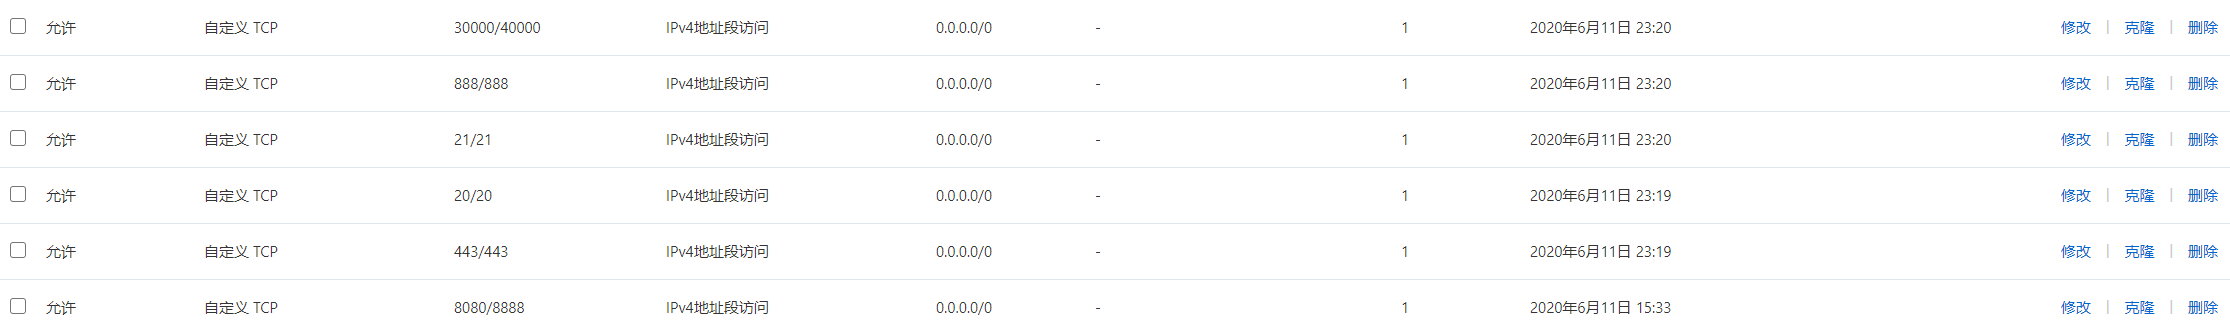 允许 自定义 TCP 30000/40000 IPv4地址段访问 0.0.0.0/0 - 1 2020年6月11日 23:20 修改 | 克隆 | 删除
允许 自定义 TCP 888/888 IPv4地址段访问 0.0.0.0/0 - 1 2020年6月11日 23:20 修改 | 克隆 | 删除
允许 自定义 TCP 21/21 IPv4地址段访问 0.0.0.0/0 - 1 2020年6月11日 23:20 修改 | 克隆 | 删除
允许 自定义 TCP 20/20 IPv4地址段访问 0.0.0.0/0 - 1 2020年6月11日 23:19 修改 | 克隆 | 删除
允许 自定义 TCP 443/443 IPv4地址段访问 0.0.0.0/0 - 1 2020年6月11日 23:19 修改 | 克隆 | 删除
允许 自定义 TCP 8080/8888 IPv4地址段访问 0.0.0.0/0 - 1 2020年6月11日 15:33 修改 | 克隆 | 删除